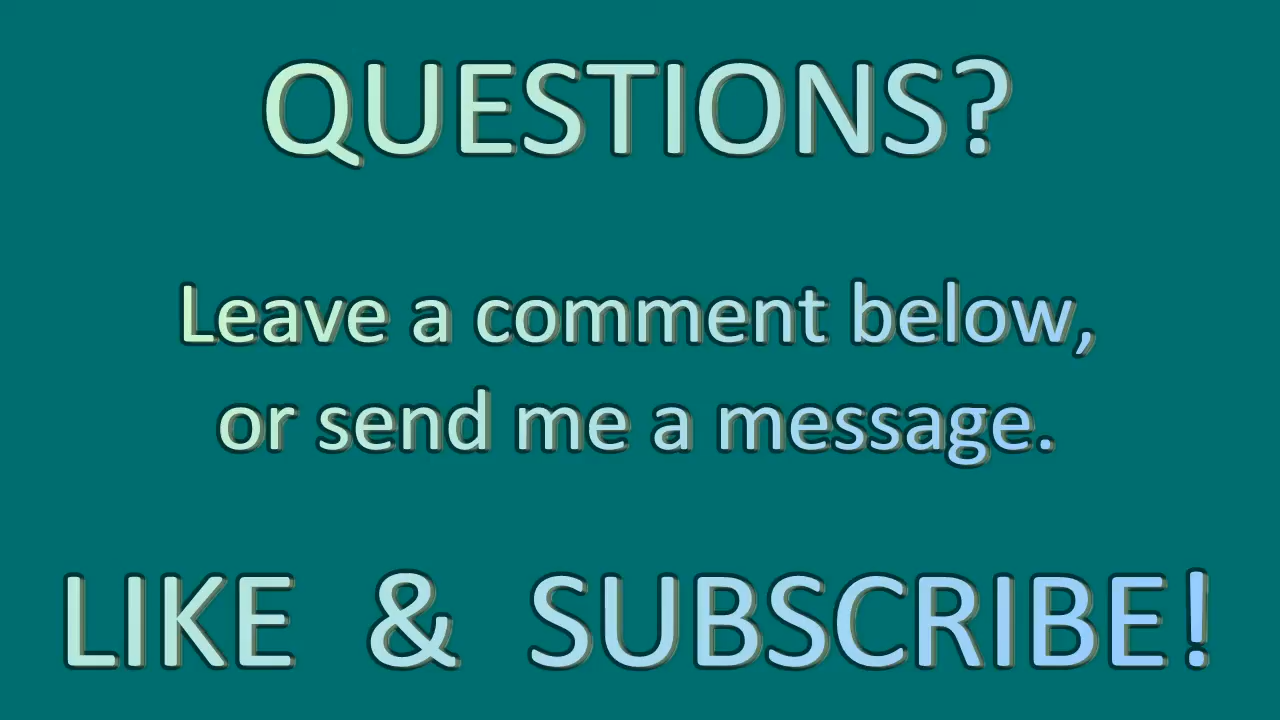 QUESTIONS?
Leave a comment below,
or send me a message.
LIKE & SUBSCRIBE!